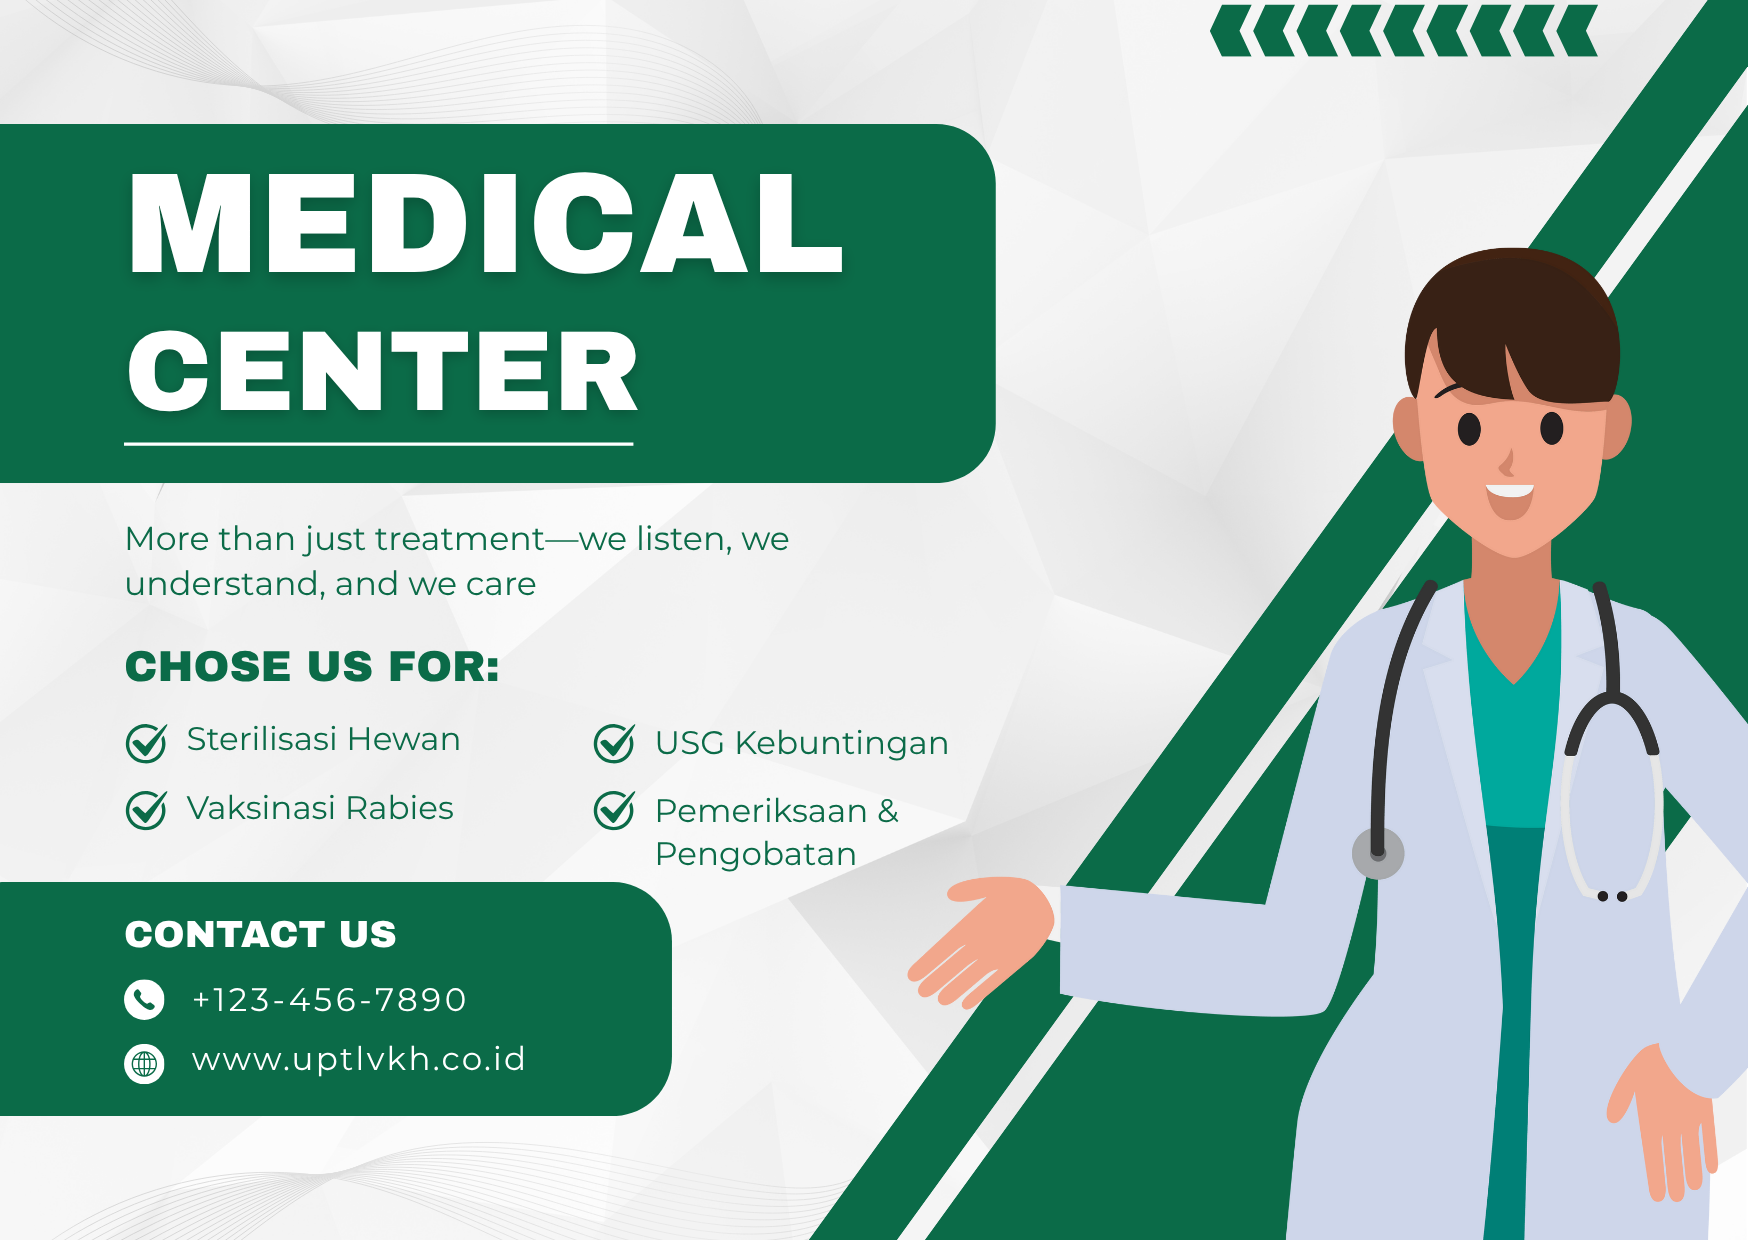 MEDICAL
CENTER
More than just treatment—we listen, we
understand, and we care
CHOSE US FOR:
Sterilisasi Hewan
Vaksinasi Rabies
USG Kebuntingan
Pemeriksaan &
Pengobatan
CONTACT US
+123-456-7890
www.uptlvkh.co.id